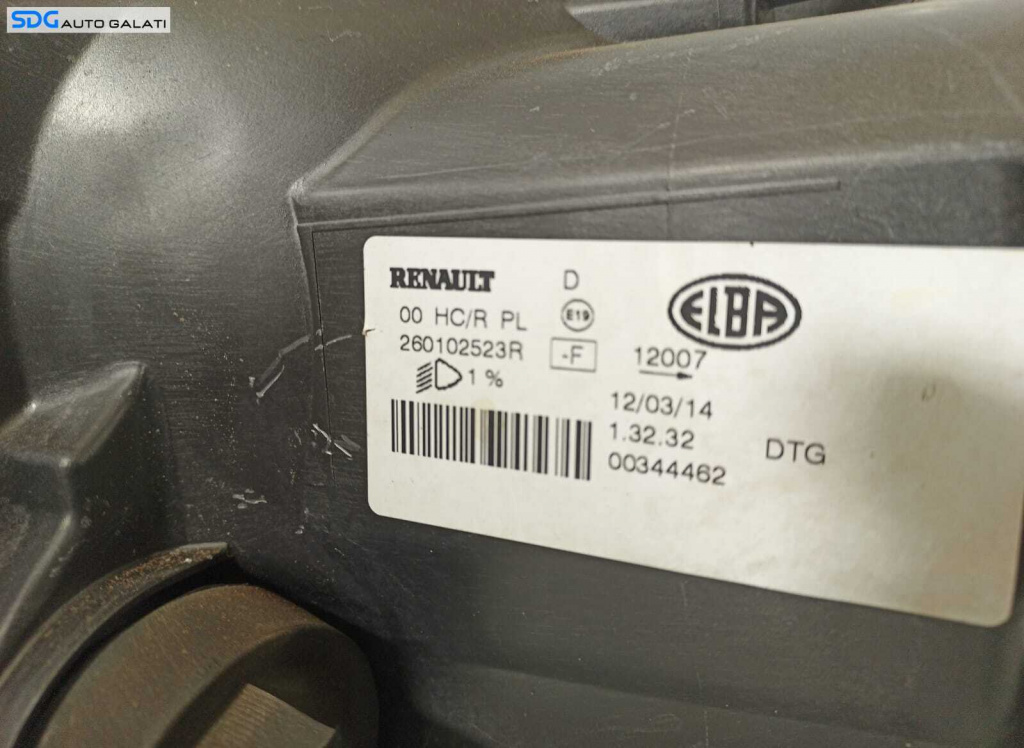 SDG AUTO GALATI
RENAULT D
00 HC/R PL E19
260102523R -F 12007
1 %
12/03/14
1.32.32
00344462
DTG
ELBA